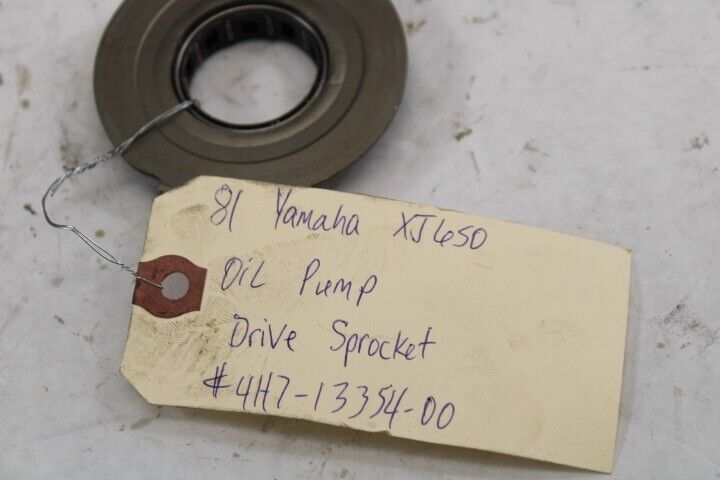 81 Yamaha XJ650
Oil Pump
Drive Sprocket
#4H7-13354-00